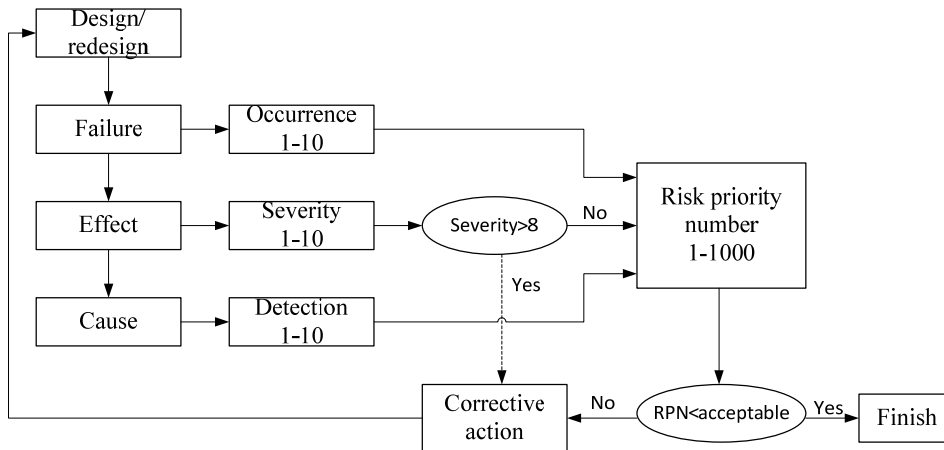 Design/
redesign
Failure
Occurrence
1-10
Effect
Severity
1-10
Severity>8
No
Yes
Risk priority
number
1-1000
Cause
Detection
1-10
Corrective
action
No
RPN<acceptable
Yes
Finish